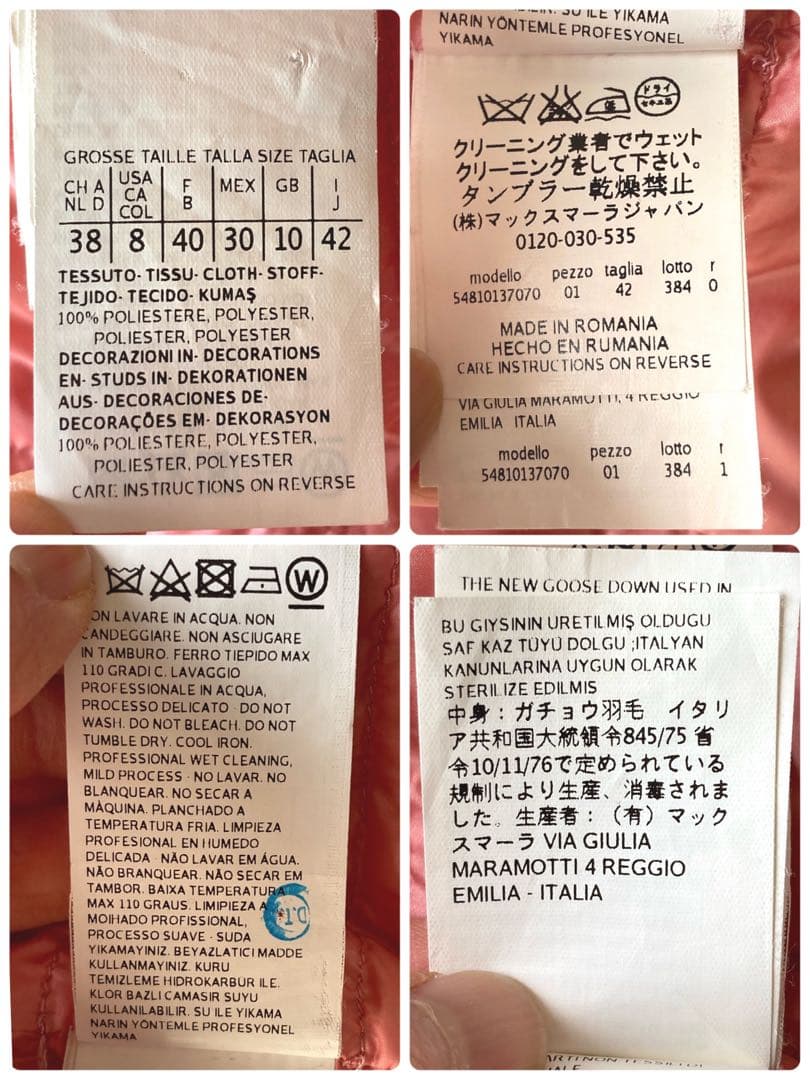 GROSSE TAILLE TALLA SIZE TAGLIA
CH A NL D
USA CA COL
F B
MEX
GB
I J
38 8 40 30 10 42
TESSUTO- TISSU- CLOTH- STOFF-
TEJIDO- TECIDO- KUMAŞ
100% POLIESTERE, POLYESTER,
POLIESTER, POLYESTER
DECORAZIONI IN- DECORATIONS
EN- STUDS IN- DEKORATIONEN
AUS- DECORACIONES DE-
DECORAÇÕES EM- DEKORASYON
100% POLIESTERE, POLYESTER,
POLIESTER, POLYESTER
CARE INSTRUCTIONS ON REVERSE
SU ILE YIKAMA
NARIN YÖNTEMLE PROFESYONEL
YIKAMA
ドライ
セキユ系
クリーニング業者でウェット
クリーニングをして下さい。
タンブラー乾燥禁止
(株)マックスマーラジャパン
0120-030-535
modello pezzo taglia lotto r
54810137070 01 42 384 0
MADE IN ROMANIA
HECHO EN RUMANIA
CARE INSTRUCTIONS ON REVERSE
VIA GIULIA MARAMOTTI, 4 REGGIO
EMILIA ITALIA
modello pezzo lotto r
54810137070 01 384 1
W
NON LAVARE IN ACQUA. NON
CANDEGGIARE. NON ASCIUGARE
IN TAMBURO. FERRO TIEPIDO MAX
110 GRADI C. LAVAGGIO
PROFESSIONALE IN ACQUA,
PROCESSO DELICATO · DO NOT
WASH. DO NOT BLEACH. DO NOT
TUMBLE DRY. COOL IRON.
PROFESSIONAL WET CLEANING,
MILD PROCESS · NO LAVAR. NO
BLANQUEAR. NO SECAR A
MÀQUINA. PLANCHADO A
TEMPERATURA FRIA. LIMPIEZA
PROFESIONAL EN HUMEDO
DELICADA · NÃO LAVAR EM ÁGUA.
NÃO BRANQUEAR. NÃO SECAR EM
TAMBOR. BAIXA TEMPERATURA
MAX 110 GRAUS. LIMIPIEZA A
MOIHADO PROFISSIONAL,
PROCESSO SUAVE · SUDA
YIKAMAYINIZ. BEYAZLATICI MADDE
KULLANMAYINIZ. KURU
TEMIZLEME HIDROKARBUR ILE.
KLOR BAZLI CAMASIR SUYU
KULLANILABILIR. SU ILE YIKAMA
NARIN YÖNTEMLE PROFESYONEL
YIKAMA
D.T.
THE NEW GOOSE DOWN USED IN
BU GIYSININ URETILMIŞ OLDUGU
SAF KAZ TÜYÜ DOLGU ;ITALYAN
KANUNLARINA UYGUN OLARAK
STERILIZE EDILMIS
中身：ガチョウ羽毛 イタリ
ア共和国大統領令845/75 省
令10/11/76で定められている
規制により生産、消毒されま
した。生産者：（有）マック
スマーラ VIA GIULIA
MARAMOTTI 4 REGGIO
EMILIA - ITALIA